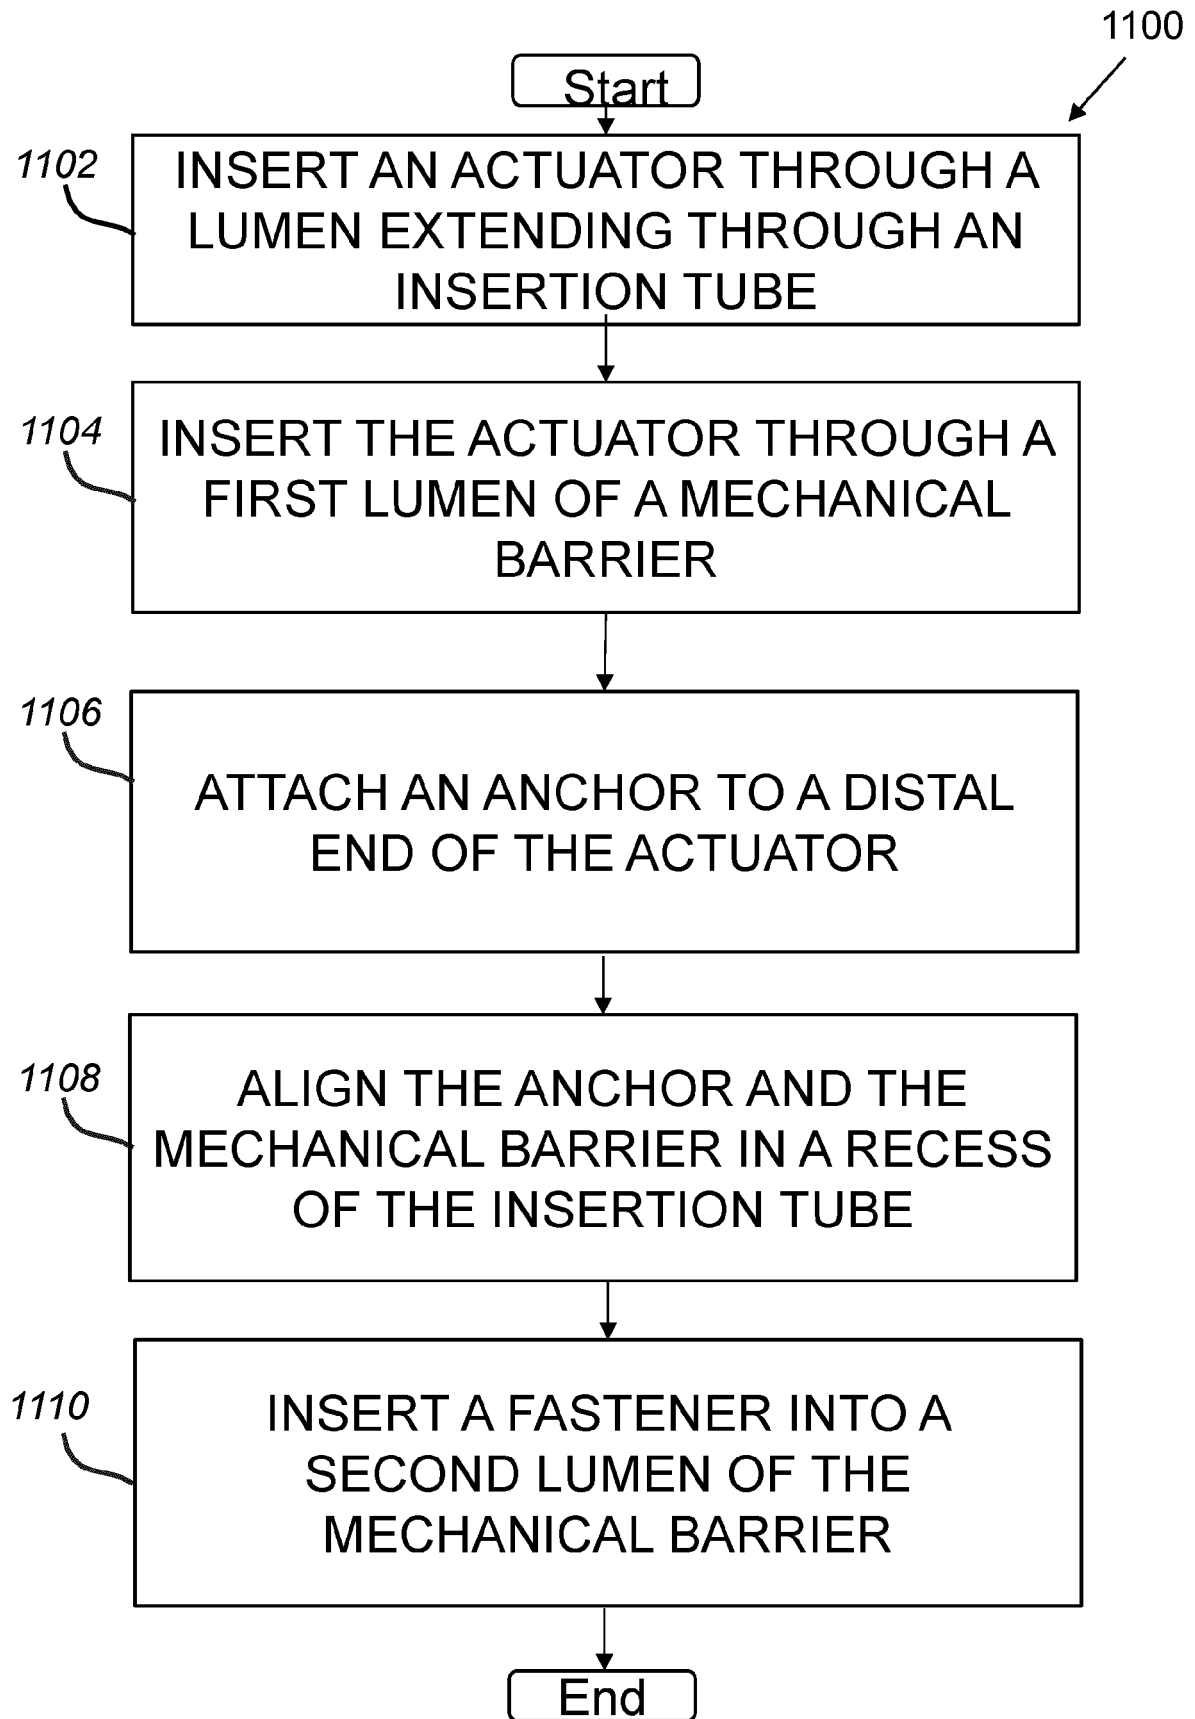 1100
Start
1102
INSERT AN ACTUATOR THROUGH A
LUMEN EXTENDING THROUGH AN
INSERTION TUBE
1104
INSERT THE ACTUATOR THROUGH A
FIRST LUMEN OF A MECHANICAL
BARRIER
1106
ATTACH AN ANCHOR TO A DISTAL
END OF THE ACTUATOR
1108
ALIGN THE ANCHOR AND THE
MECHANICAL BARRIER IN A RECESS
OF THE INSERTION TUBE
1110
INSERT A FASTENER INTO A
SECOND LUMEN OF THE
MECHANICAL BARRIER
End